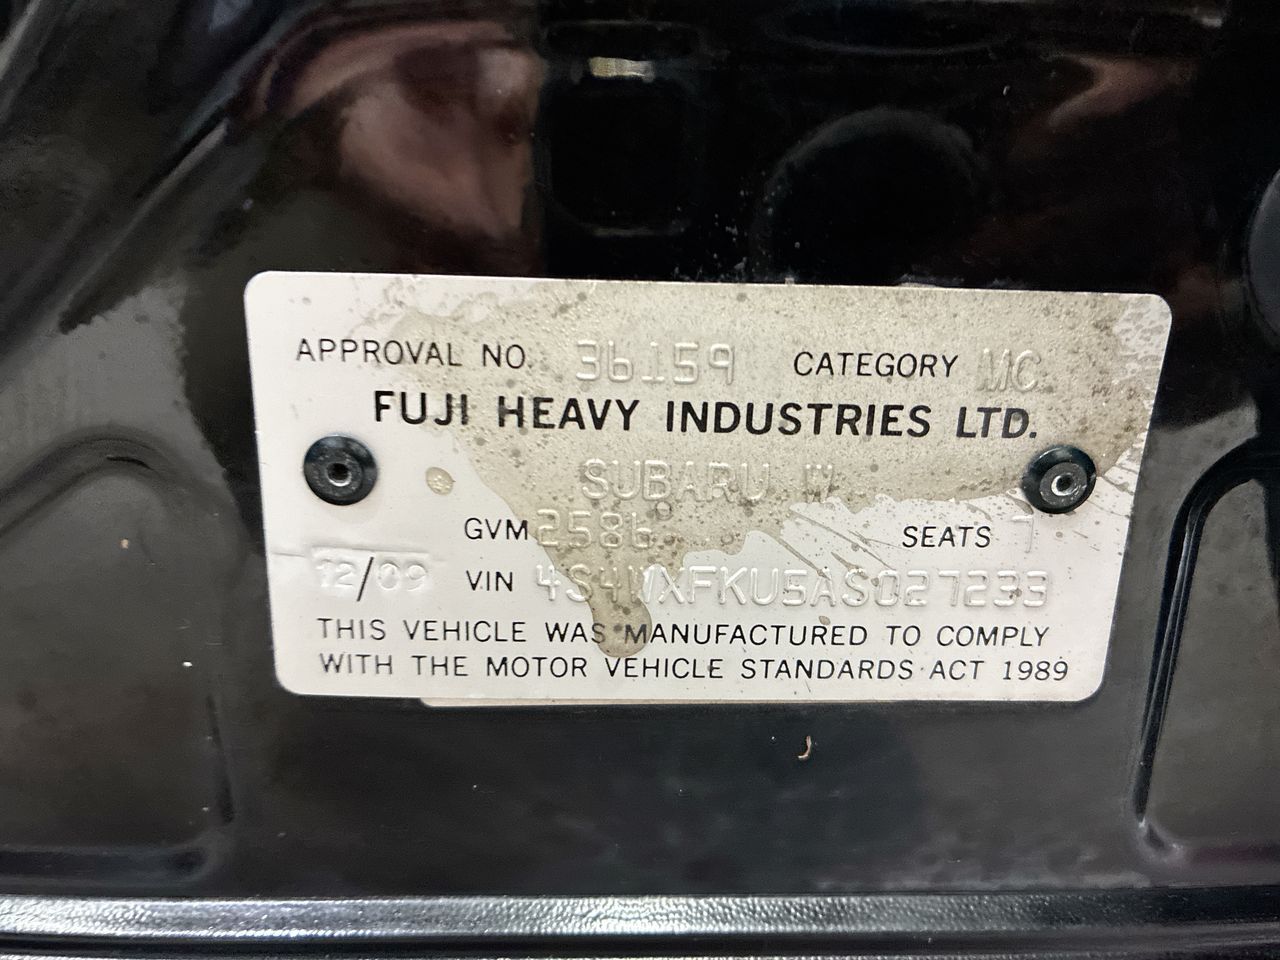 APPROVAL NO. 36159 CATEGORY MC
FUJI HEAVY INDUSTRIES LTD.
SUBARU W
GVM 2586 SEATS 7
12/09 VIN 4S4WXFKU5AS027233
THIS VEHICLE WAS MANUFACTURED TO COMPLY
WITH THE MOTOR VEHICLE STANDARDS ACT 1989